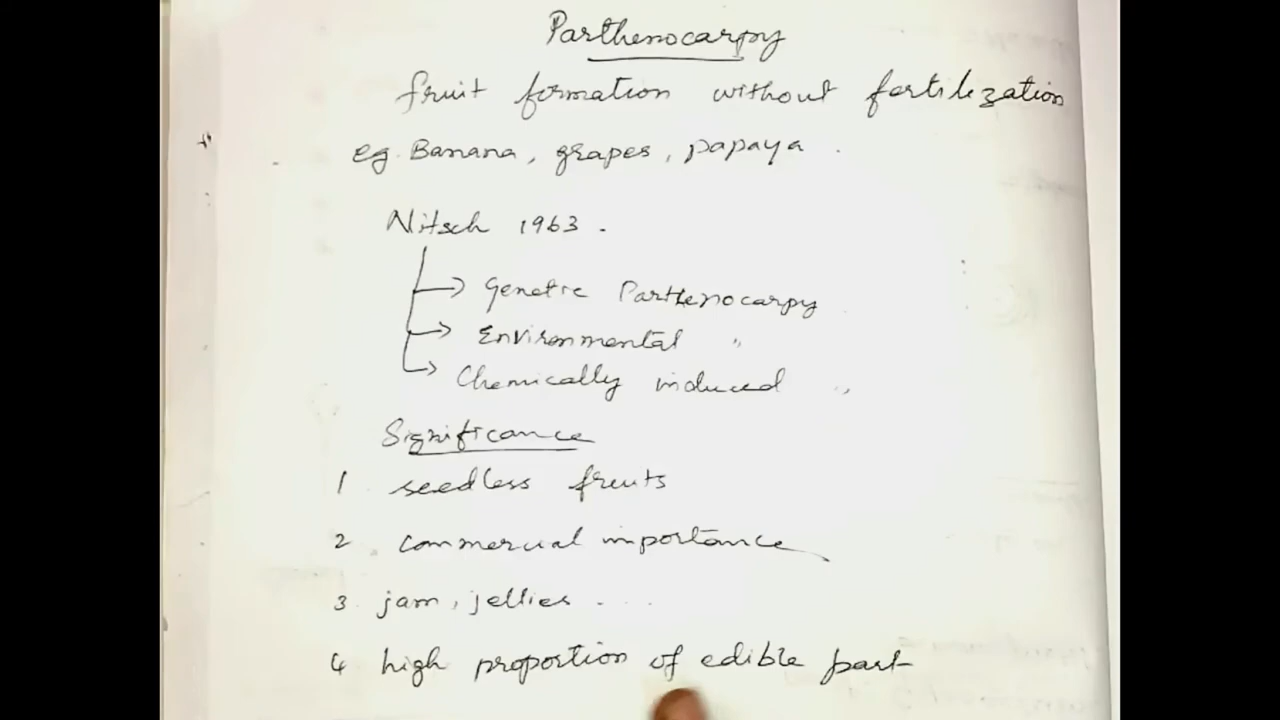 Parthenocarpy
fruit formation without fertilization
eg. Banana, grapes, papaya.
Nitsch 1963.
Genetic Parthenocarpy
Environmental "
Chemically induced "
Significance
1 seedless fruits
2. commercial importance
3. jam, jellies ....
4 high proportion of edible part